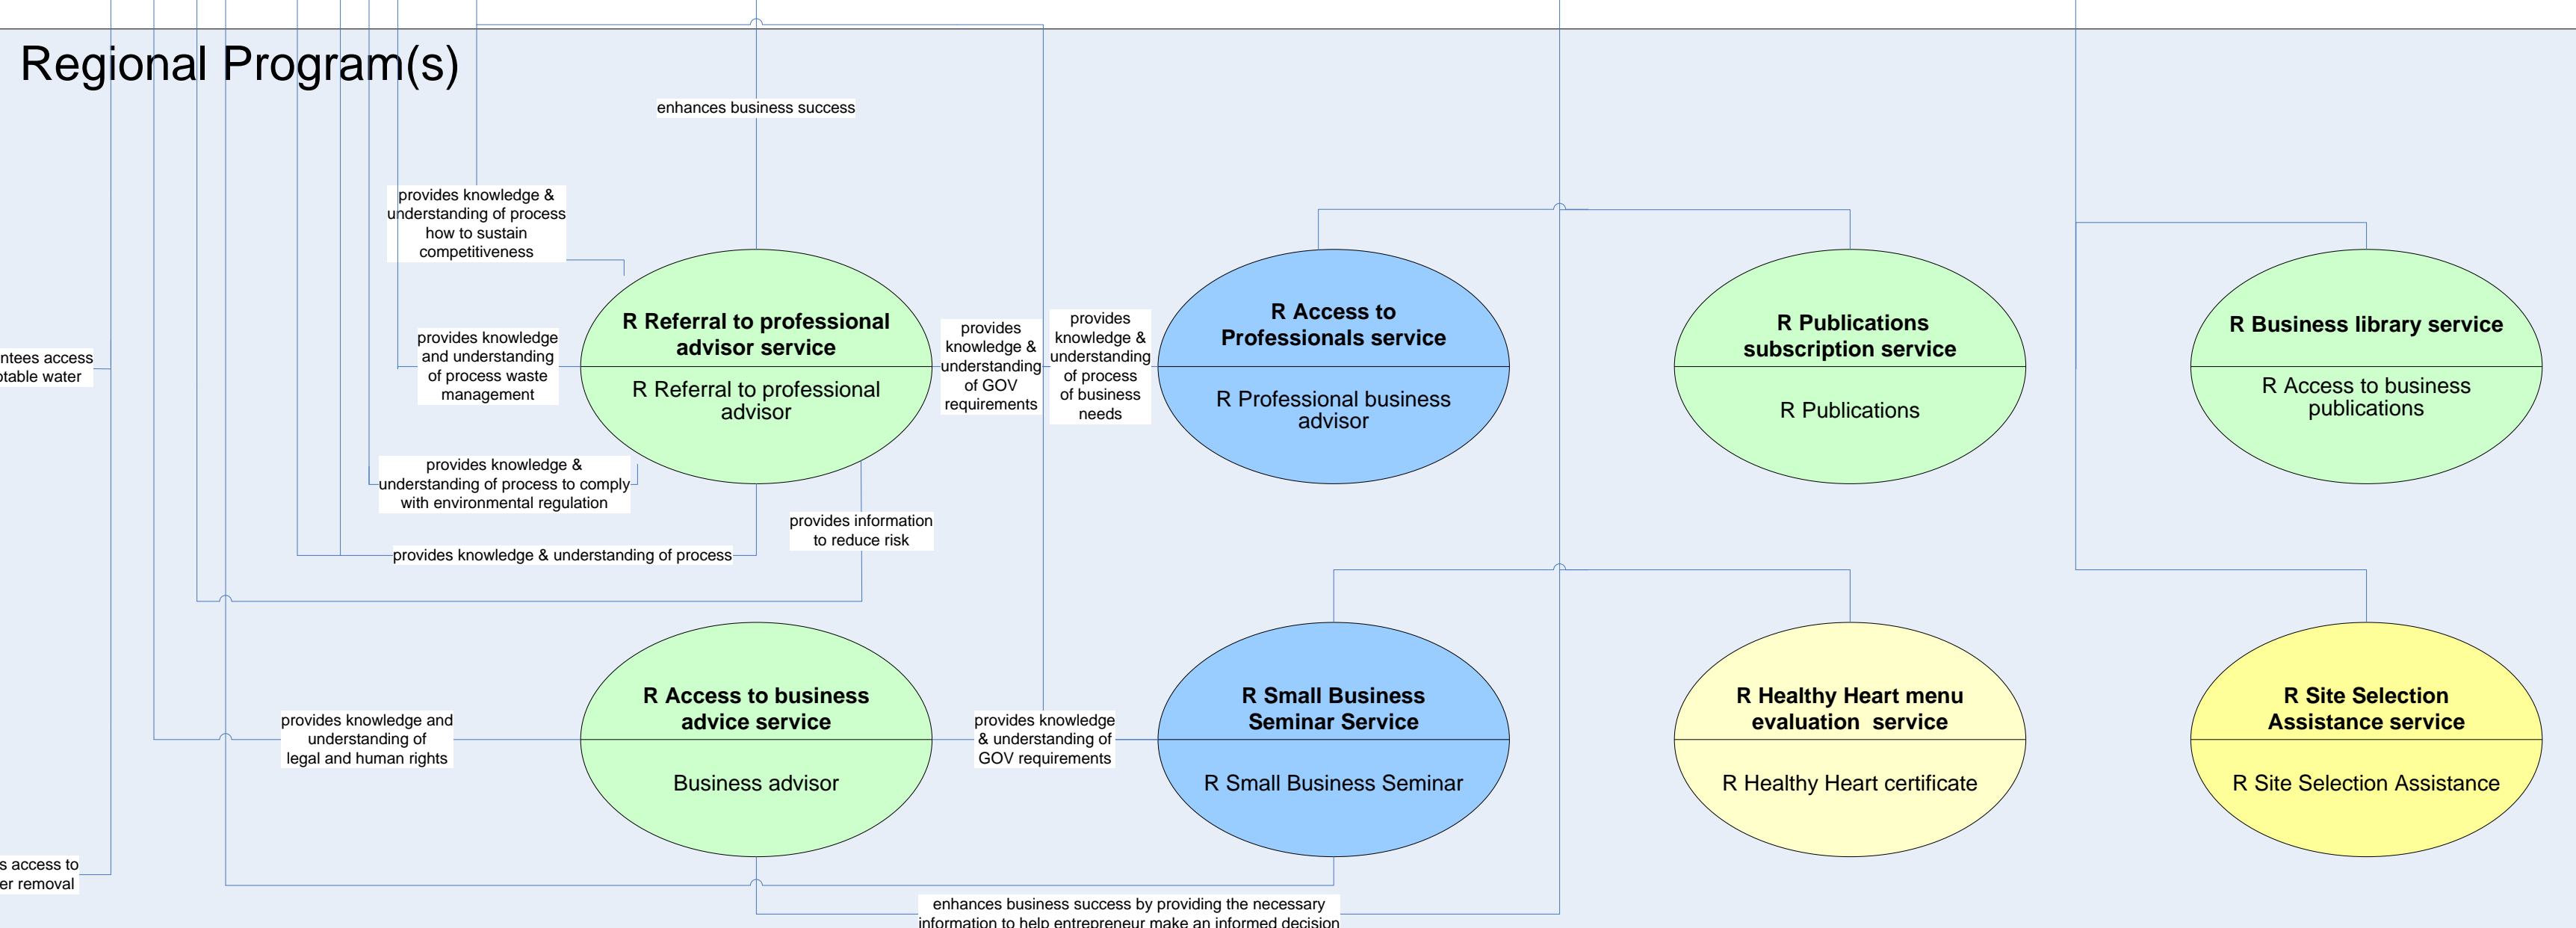 Regional Program(s)
enhances business success
provides knowledge &
understanding of process
how to sustain
competitiveness
R Referral to professional
advisor service
R Referral to professional
advisor
provides knowledge
and understanding
of process waste
management
provides
knowledge &
understanding
of GOV
requirements
provides
knowledge &
understanding
of process
of business
needs
R Access to
Professionals service
R Professional business
advisor
R Publications
subscription service
R Publications
R Business library service
R Access to business
publications
ntees access
otable water
provides knowledge &
understanding of process to comply
with environmental regulation
provides information
to reduce risk
provides knowledge & understanding of process
provides knowledge and
understanding of
legal and human rights
R Access to business
advice service
Business advisor
provides knowledge
& understanding of
GOV requirements
R Small Business
Seminar Service
R Small Business Seminar
R Healthy Heart menu
evaluation  service
R Healthy Heart certificate
R Site Selection
Assistance service
R Site Selection Assistance
s access to
er removal
enhances business success by providing the necessary
information to help entrepreneur make an informed decision